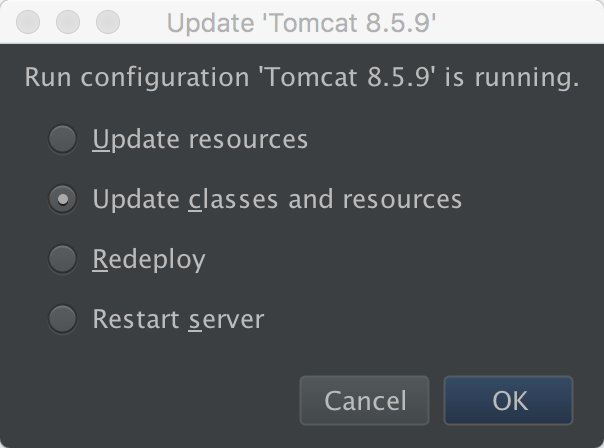 Update 'Tomcat 8.5.9'
Run configuration 'Tomcat 8.5.9' is running.
Update resources
Update classes and resources
Redeploy
Restart server
Cancel
OK